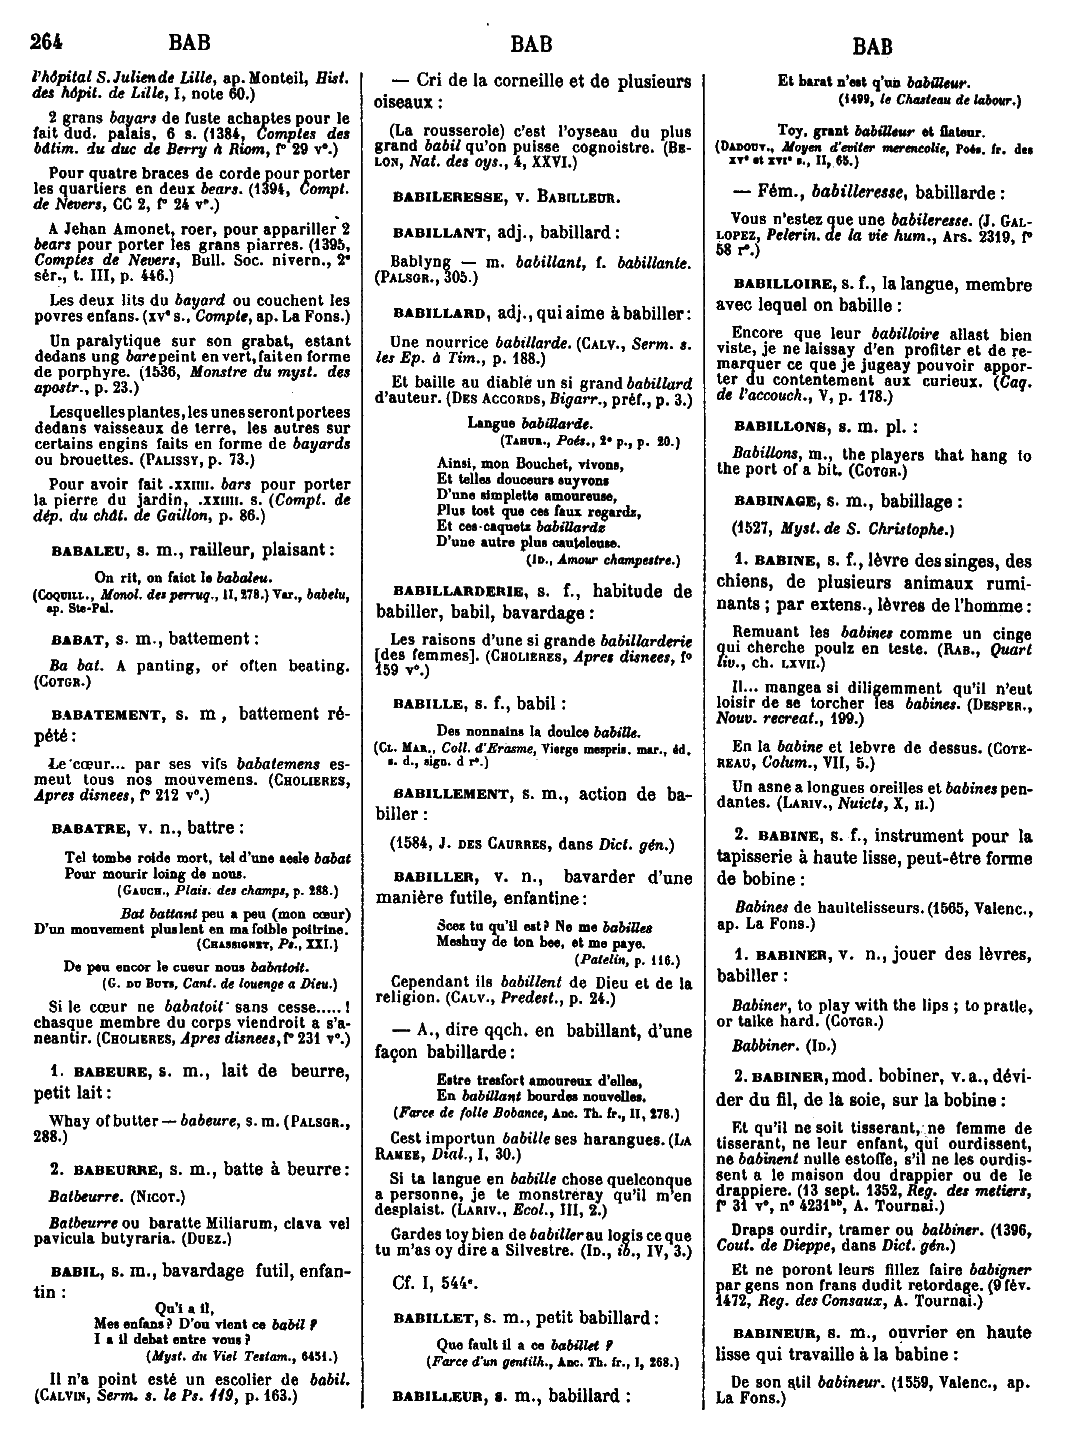 264 BAB BAB BAB
l'hôpital S. Julien de Lille, ap. Monteil, Hist.
des hôpit. de Lille, I, note 60.)
2 grans bayars de fuste achaptes pour le
fait dud. palais, 6 s. (1384, Comptes des
bâtim. du duc de Berry à Riom, f° 29 v°.)
Pour quatre braces de corde pour porter
les quartiers en deux bears. (1394, Compt.
de Nevers, CC 2, f° 24 v°.)
A Jehan Amonet, roer, pour appariller 2
bears pour porter les grans piarres. (1395,
Comptes de Nevers, Bull. Soc. nivern., 2°
sér., t. III, p. 446.)
Les deux lits du bayard ou couchent les
povres enfans. (xv° s., Compte, ap. La Fons.)
Un paralytique sur son grabat, estant
dedans ung bare peint en vert, fait en forme
de porphyre. (1536, Monstre du myst. des
apostr., p. 23.)
Lesquelles plantes, les unes seront portees
dedans vaisseaux de terre, les autres sur
certains engins faits en forme de bayards
ou brouettes. (Palissy, p. 73.)
Pour avoir fait .xxiiii. bars pour porter
la pierre du jardin, .xxiiii. s. (Compt. de
dép. du chât. de Gaillon, p. 86.)
BABALEU, s. m., railleur, plaisant :
On rit, on faict le babaleu.
(Coquill., Monol. des perruq., II, 278.) Var., babelu,
ap. Ste-Pal.
BABAT, s. m., battement :
Ba bat. A panting, or often beating.
(Cotgr.)
BABATEMENT, s. m , battement ré-
pété :
Le cœur... par ses vifs babatemens es-
meut tous nos mouvemens. (Cholieres,
Apres disnees, f° 212 v°.)
BABATRE, v. n., battre :
Tel tombe roide mort, tel d'une aesle babat
Pour mourir loing de nous.
(Gauch., Plais. des champs, p. 288.)
Bat battant peu a peu (mon cœur)
D'un mouvement plus lent en ma foible poitrine.
(Chassignet, Ps., XXI.)
De peu encor le cueur nous babatoit.
(G. du Buys, Cant. de louenge a Dieu.)
Si le cœur ne babatoit sans cesse.....!
chasque membre du corps viendroit a s'a-
neantir. (Cholieres, Apres disnees, f° 231 v°.)
1. BABEURE, s. m., lait de beurre,
petit lait :
Whay of butter — babeure, s. m. (Palsgr.,
288.)
2. BABEURRE, s. m., batte à beurre :
Batbeurre. (Nicot.)
Batbeurre ou baratte Miliarum, clava vel
pavicula butyraria. (Duez.)
BABIL, s. m., bavardage futil, enfan-
tin :
Qu'i a il,
Mes enfans ? D'ou vient ce babil ?
I a il debat entre vous ?
(Myst. du Viel Testam., 6451.)
Il n'a point esté un escolier de babil.
(Calvin, Serm. s. le Ps. 119, p. 163.)
— Cri de la corneille et de plusieurs
oiseaux :
(La rousserole) c'est l'oyseau du plus
grand babil qu'on puisse cognoistre. (Be-
lon, Nat. des oys., 4, XXVI.)
BABILERESSE, v. Babilleur.
BABILLANT, adj., babillard :
Bablyng — m. babillant, f. babillante.
(Palsgr., 305.)
BABILLARD, adj., qui aime à babiller :
Une nourrice babillarde. (Calv., Serm. s.
les Ep. à Tim., p. 188.)
Et baille au diable un si grand babillard
d'auteur. (Des Accords, Bigarr., préf., p. 3.)
Langue babillarde.
(Tahur., Poés., 2° p., p. 20.)
Ainsi, mon Bouchet, vivons,
Et telles douceurs suyvons
D'une simplette amoureuse,
Plus tost que ces faux regards,
Et ces caquets babillards
D'une autre plus cauteleuse.
(Id., Amour champestre.)
BABILLARDERIE, s. f., habitude de
babiller, babil, bavardage :
Les raisons d'une si grande babillarderie
[des femmes]. (Cholieres, Apres disnees, f°
159 v°.)
BABILLE, s. f., babil :
Des nonnains la doulce babille.
(Cl. Mar., Coll. d'Erasme, Vierge mespris. mar., éd.
s. d., sign. d r°.)
BABILLEMENT, s. m., action de ba-
biller :
(1584, J. des Caurres, dans Dict. gén.)
BABILLER, v. n., bavarder d'une
manière futile, enfantine :
Scez tu qu'il est ? Ne me babilles
Meshuy de ton bee, et me paye.
(Patelin, p. 116.)
Cependant ils babillent de Dieu et de la
religion. (Calv., Predest., p. 24.)
— A., dire qqch. en babillant, d'une
façon babillarde :
Estre tresfort amoureux d'elles,
En babillant bourdes nouvelles.
(Farce de folle Bobance, Anc. Th. fr., II, 278.)
Cest importun babille ses harangues. (La
Ramee, Dial., I, 30.)
Si ta langue en babille chose quelconque
a personne, je te monstreray qu'il m'en
desplaist. (Lariv., Ecol., III, 2.)
Gardes toy bien de babiller au logis ce que
tu m'as oy dire a Silvestre. (Id., ib., IV, 3.)
Cf. I, 544°.
BABILLET, s. m., petit babillard :
Que fault il a ce babillet ?
(Farce d'un gentilh., Anc. Th. fr., I, 268.)
BABILLEUR, s. m., babillard :
Et barat n'est q'un babilleur.
(1499, le Chasteau de labour.)
Toy, grant babilleur et flateur.
(Dadouv., Moyen d'eviter merencolie, Poés. fr. des
xv° et xvi° s., II, 65.)
— Fém., babilleresse, babillarde :
Vous n'estez que une babileresse. (J. Gal-
lopez, Pelerin. de la vie hum., Ars. 2319, f°
58 r°.)
BABILLOIRE, s. f., la langue, membre
avec lequel on babille :
Encore que leur babilloire allast bien
viste, je ne laissay d'en profiter et de re-
marquer ce que je jugeay pouvoir appor-
ter du contentement aux curieux. (Caq.
de l'accouch., V, p. 178.)
BABILLONS, s. m. pl. :
Babillons, m., the players that hang to
the port of a bit. (Cotgr.)
BABINAGE, s. m., babillage :
(1527, Myst. de S. Christophe.)
1. BABINE, s. f., lèvre des singes, des
chiens, de plusieurs animaux rumi-
nants ; par extens., lèvres de l'homme :
Remuant les babines comme un cinge
qui cherche poulz en teste. (Rab., Quart
liv., ch. lxvii.)
Il... mangea si diligemment qu'il n'eut
loisir de se torcher les babines. (Desper.,
Nouv. recreat., 199.)
En la babine et lebvre de dessus. (Cote-
reau, Colum., VII, 5.)
Un asne a longues oreilles et babines pen-
dantes. (Lariv., Nuicts, X, ii.)
2. BABINE, s. f., instrument pour la
tapisserie à haute lisse, peut-être forme
de bobine :
Babines de haultelisseurs. (1565, Valenc.,
ap. La Fons.)
1. BABINER, v. n., jouer des lèvres,
babiller :
Babiner, to play with the lips ; to pratle,
or talke hard. (Cotgr.)
Babbiner. (Id.)
2. BABINER, mod. bobiner, v. a., dévi-
der du fil, de la soie, sur la bobine :
Et qu'il ne soit tisserant, ne femme de
tisserant, ne leur enfant, qui ourdissent,
ne babinent nulle estoffe, s'il ne les ourdis-
sent a le maison dou drappier ou de le
drappiere. (13 sept. 1352, Reg. des metiers,
f° 31 v°, n° 4231bb, A. Tournai.)
Draps ourdir, tramer ou balbiner. (1396,
Cout. de Dieppe, dans Dict. gén.)
Et ne poront leurs fillez faire babigner
par gens non frans dudit retordage. (9 fév.
1472, Reg. des Consaux, A. Tournai.)
BABINEUR, s. m., ouvrier en haute
lisse qui travaille à la babine :
De son stil babineur. (1559, Valenc., ap.
La Fons.)